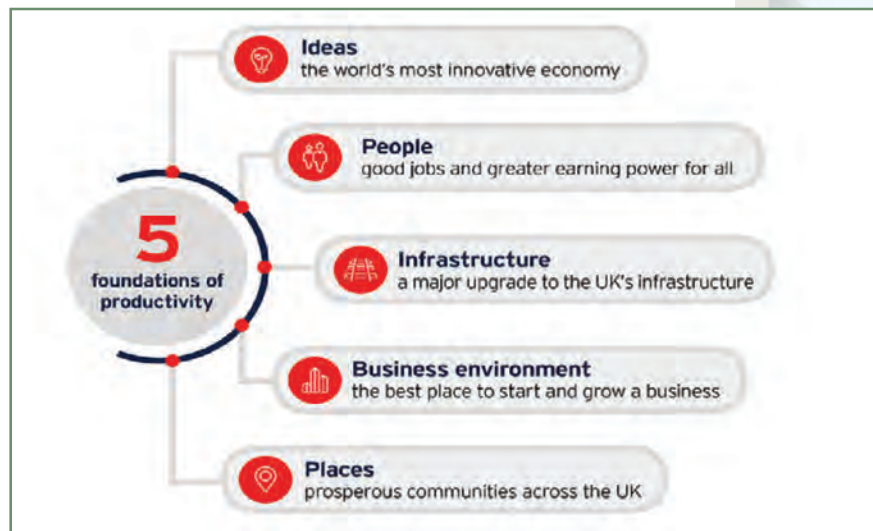 Ideas
the world's most innovative economy
People
good jobs and greater earning power for all
5
foundations of
productivity
Infrastructure
a major upgrade to the UK's infrastructure
Business environment
the best place to start and grow a business
Places
prosperous communities across the UK